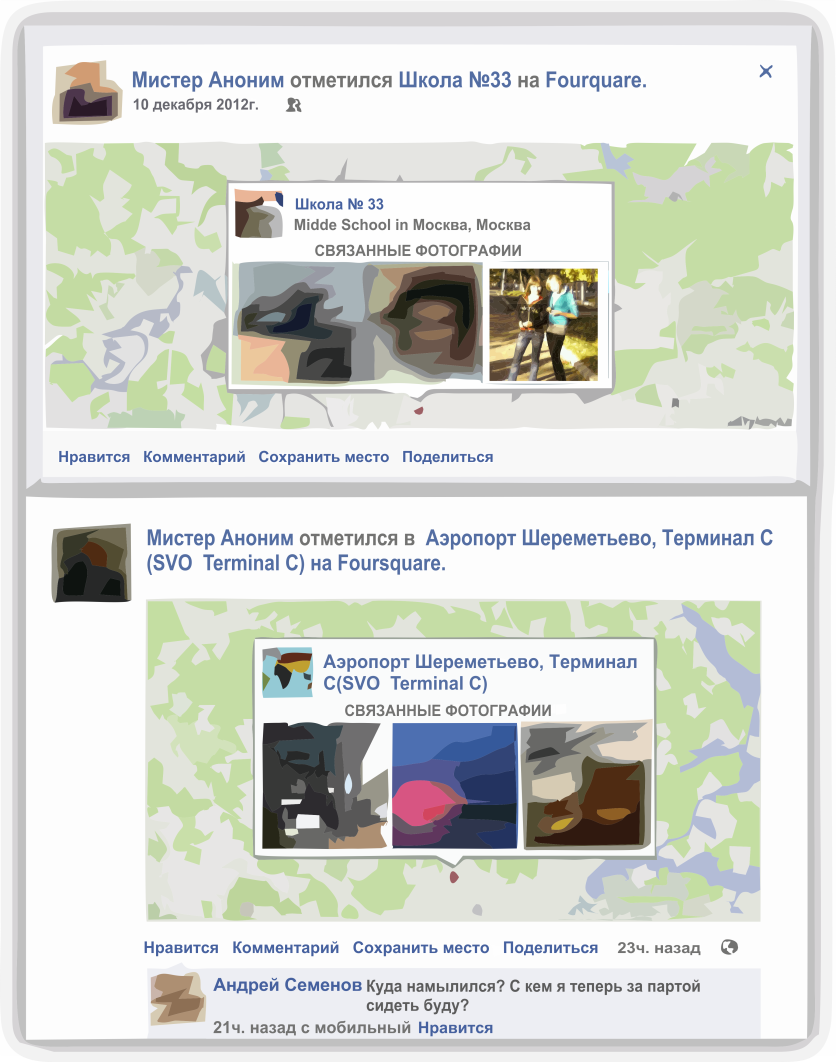 Мистер Аноним отметился Школа №33 на Fourquare.
10 декабря 2012г.
Школа № 33
Midde School in Москва, Москва
СВЯЗАННЫЕ ФОТОГРАФИИ
Нравится Комментарий Сохранить место Поделиться
Мистер Аноним отметился в Аэропорт Шереметьево, Терминал С
(SVO Terminal C) на Foursquare.
Аэропорт Шереметьево, Терминал
С(SVO Terminal C)
СВЯЗАННЫЕ ФОТОГРАФИИ
Нравится Комментарий Сохранить место Поделиться 23ч. назад
Андрей Семенов Куда намылился? С кем я теперь за партой
сидеть буду?
21ч. назад с мобильный Нравится